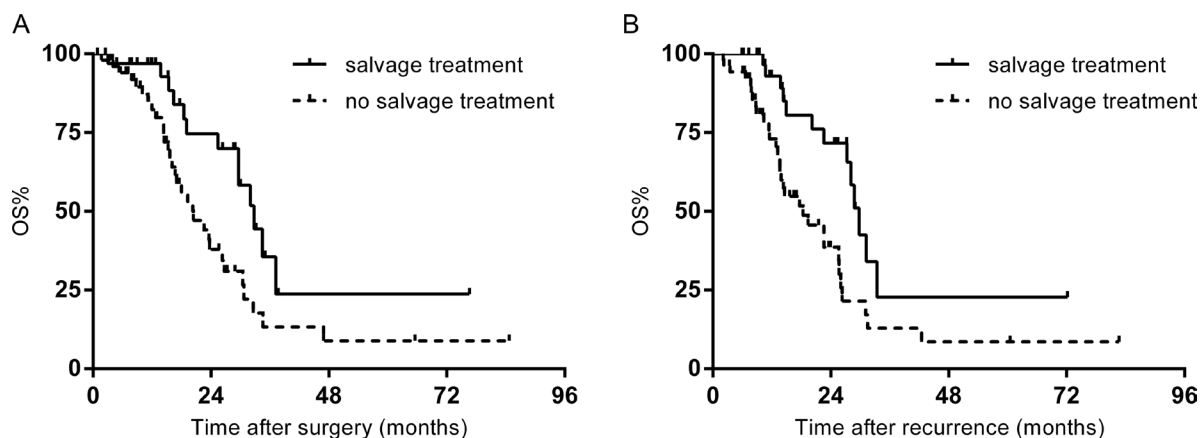 A
100
75
50
25
0
OS%
salvage treatment
no salvage treatment
0 24 48 72 96
Time after surgery (months)
B
100
75
50
25
0
OS%
salvage treatment
no salvage treatment
0 24 48 72 96
Time after recurrence (months)